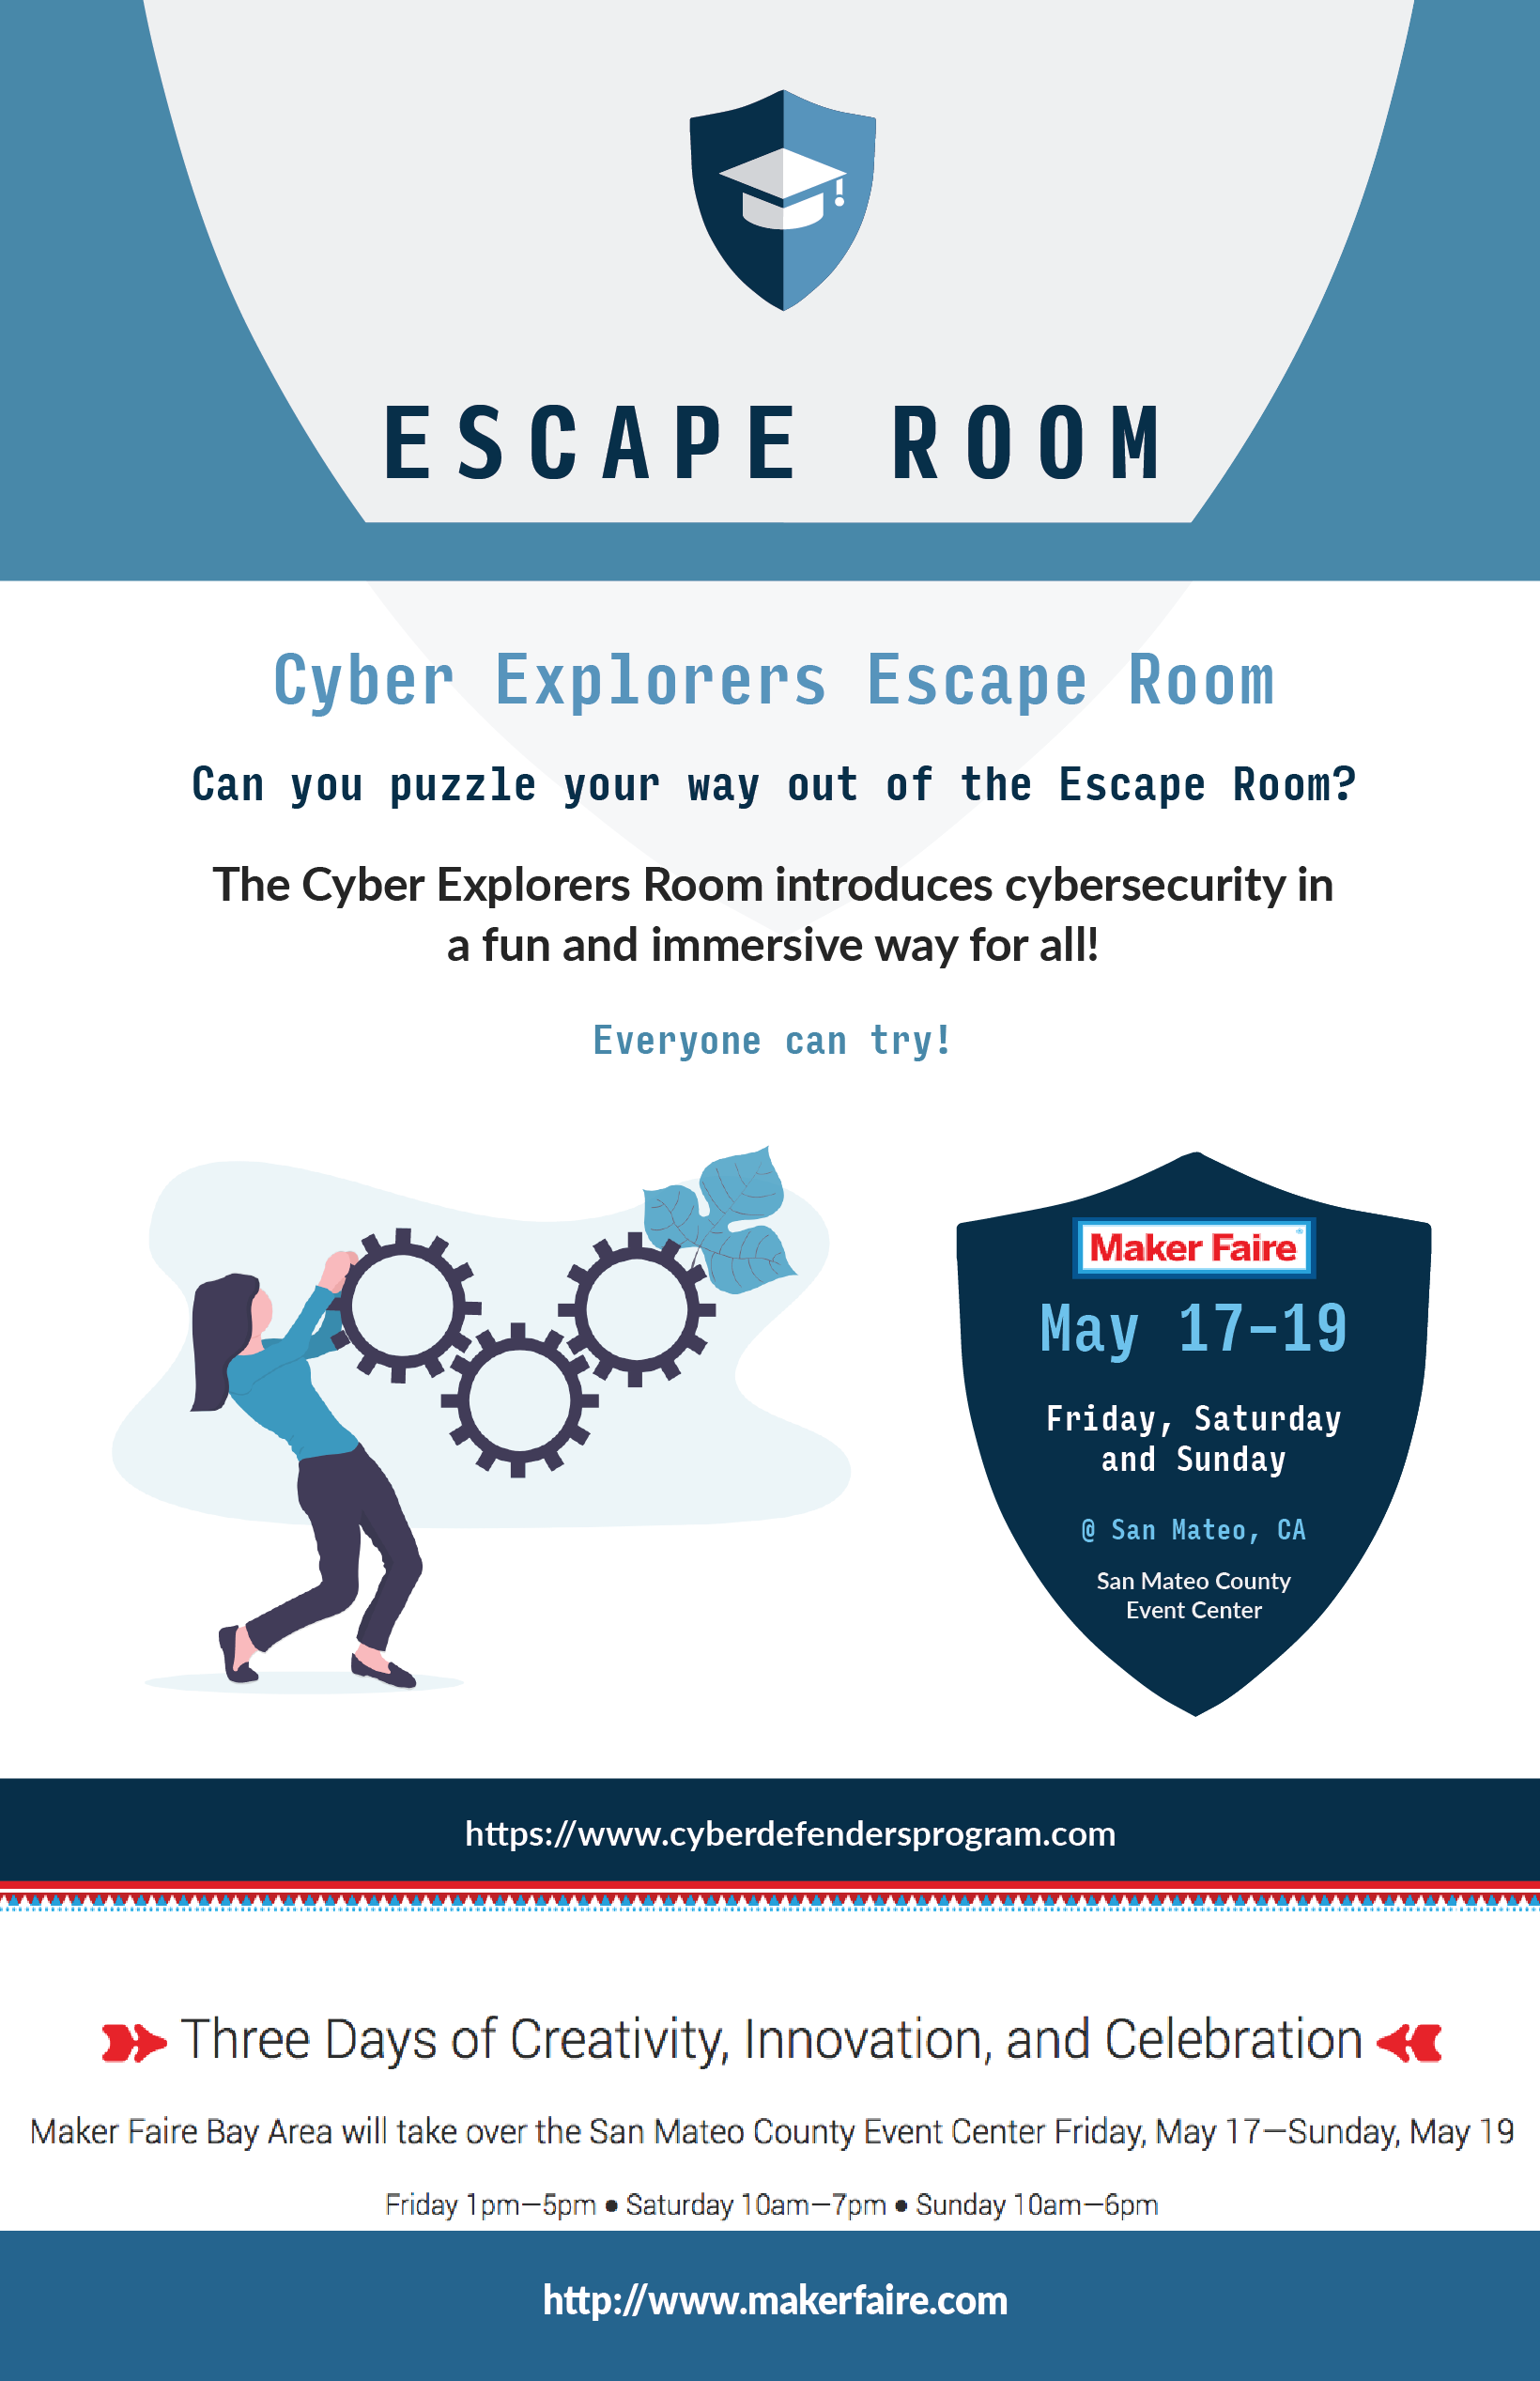 ESCAPE ROOM
Cyber Explorers Escape Room
Can you puzzle your way out of the Escape Room?
The Cyber Explorers Room introduces cybersecurity in
a fun and immersive way for all!
Everyone can try!
Maker Faire
May 17-19
Friday, Saturday
and Sunday
@ San Mateo, CA
San Mateo County
Event Center
https://www.cyberdefendersprogram.com
Three Days of Creativity, Innovation, and Celebration
Maker Faire Bay Area will take over the San Mateo County Event Center Friday, May 17—Sunday, May 19
Friday 1pm—5pm ● Saturday 10am—7pm ● Sunday 10am—6pm
http://www.makerfaire.com